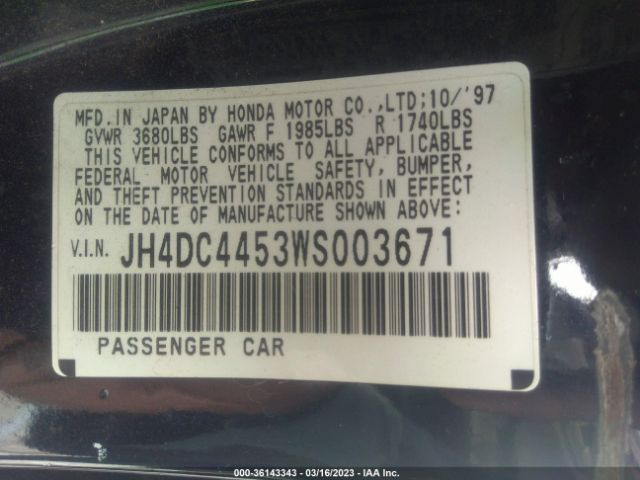 MFD.IN JAPAN BY HONDA MOTOR CO.,LTD;10/'97
GVWR 3680LBS GAWR F 1985LBS R 1740LBS
THIS VEHICLE CONFORMS TO ALL APPLICABLE
FEDERAL MOTOR VEHICLE SAFETY, BUMPER,
AND THEFT PREVENTION STANDARDS IN EFFECT
ON THE DATE OF MANUFACTURE SHOWN ABOVE:
V.I.N. JH4DC4453WS003671
PASSENGER CAR
000-36143343 / 03/16/2023 - IAA Inc.